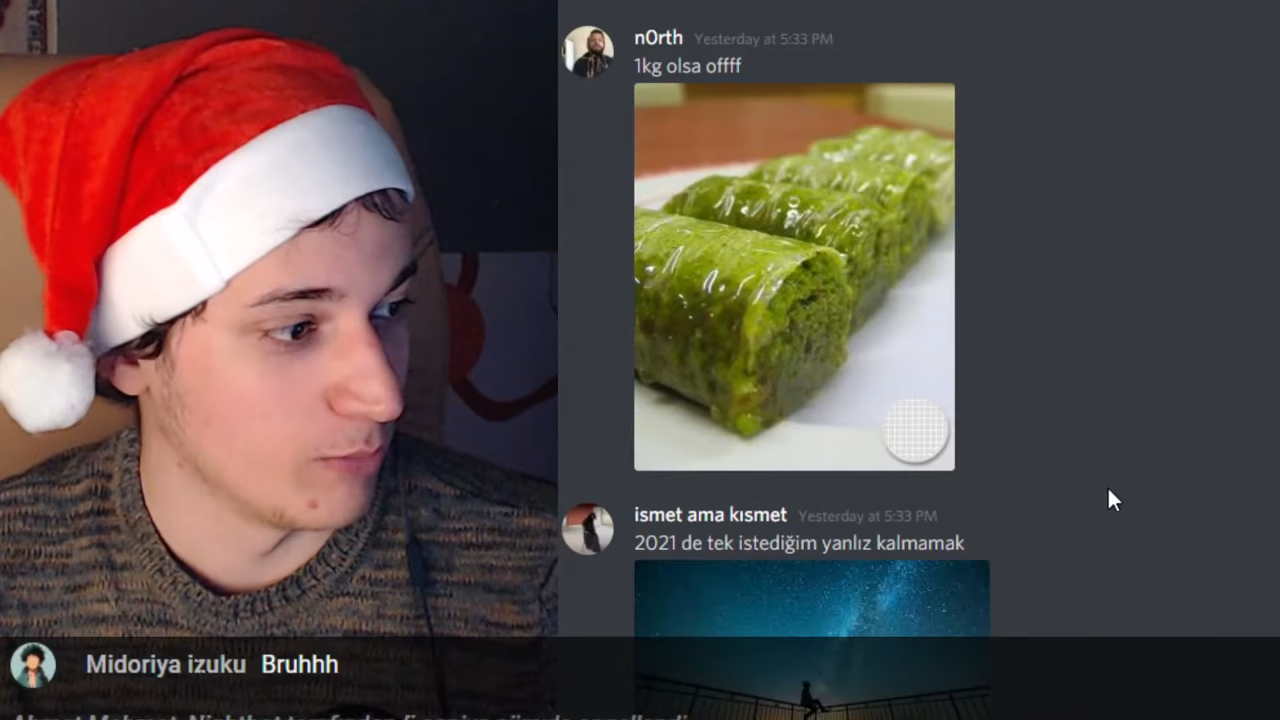 n0rth Yesterday at 5:33 PM
1kg olsa offff
ismet ama kısmet Yesterday at 5:33 PM
2021 de tek istediğim yanlız kalmamak
Midoriya izuku Bruhhh